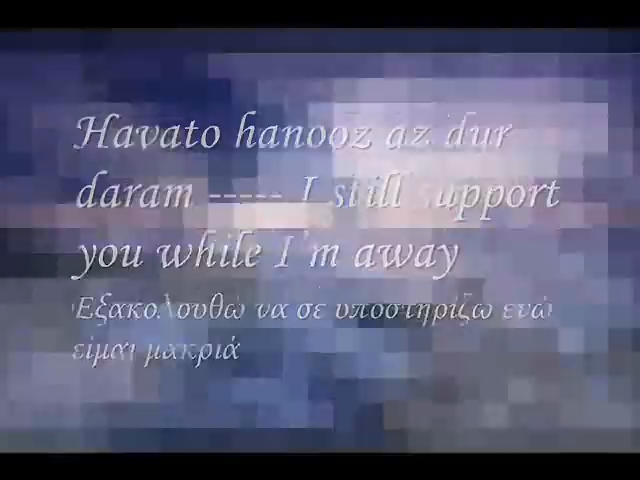 Havato hanooz az dur
daram ----- I still support
you while I'm away
Εξακολουθώ να σε υποστηρίζω ενώ
είμαι μακριά